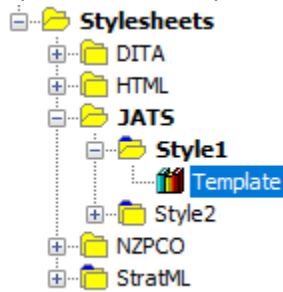 Stylesheets
DITA
HTML
JATS
Style1
Template
Style2
NZPCO
StratML